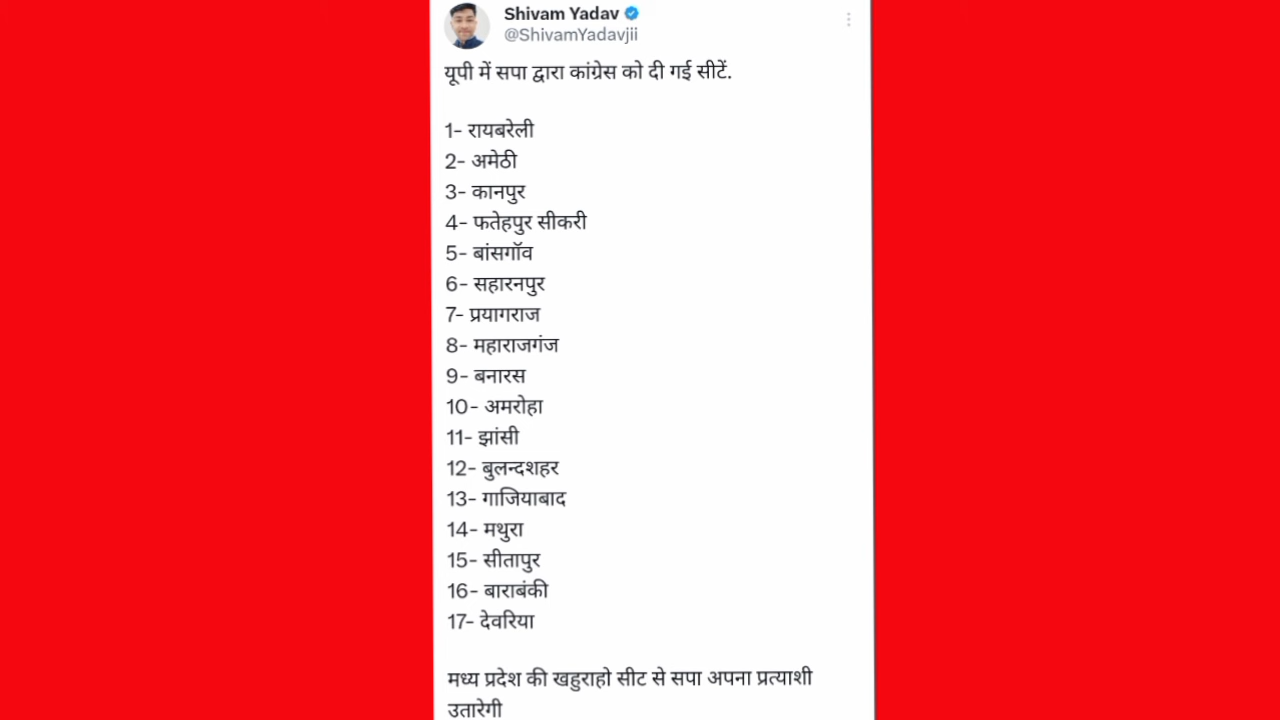 Shivam Yadav
@ShivamYadavjii
यूपी में सपा द्वारा कांग्रेस को दी गई सीटें.
1- रायबरेली
2- अमेठी
3- कानपुर
4- फतेहपुर सीकरी
5- बांसगॉव
6- सहारनपुर
7- प्रयागराज
8- महाराजगंज
9- बनारस
10- अमरोहा
11- झांसी
12- बुलन्दशहर
13- गाजियाबाद
14- मथुरा
15- सीतापुर
16- बाराबंकी
17- देवरिया
मध्य प्रदेश की खहुराहो सीट से सपा अपना प्रत्याशी
उतारेगी